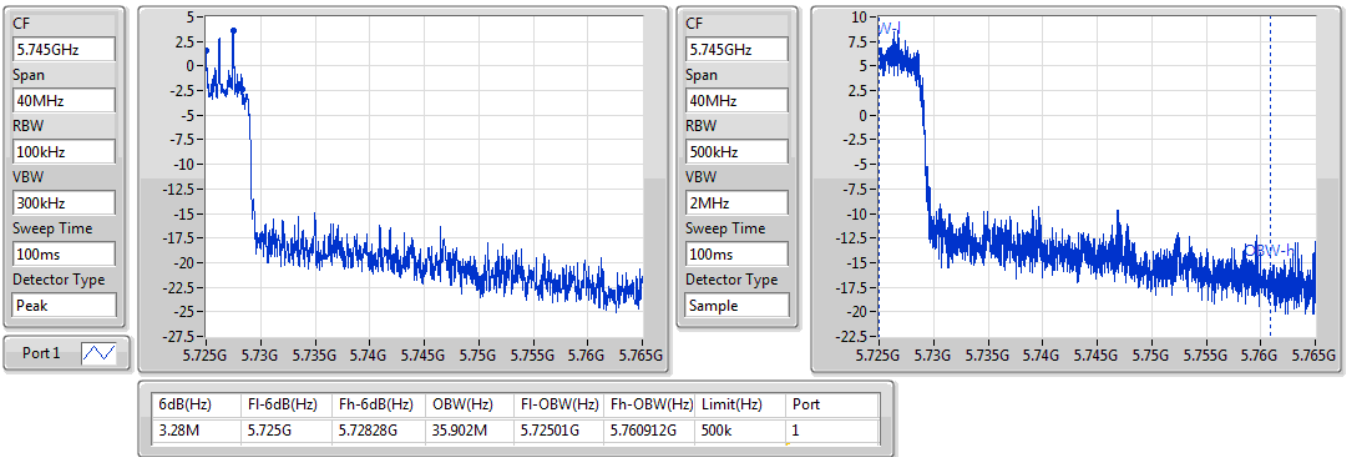 CF
5.745GHz
Span
40MHz
RBW
100kHz
VBW
300kHz
Sweep Time
100ms
Detector Type
Peak
Port 1
5
2.5
0
-2.5
-5
-7.5
-10
-12.5
-15
-17.5
-20
-22.5
-25
-27.5
5.725G 5.73G 5.735G 5.74G 5.745G 5.75G 5.755G 5.76G 5.765G
CF
5.745GHz
Span
40MHz
RBW
500kHz
VBW
2MHz
Sweep Time
100ms
Detector Type
Sample
10
7.5
5
2.5
0
-2.5
-5
-7.5
-10
-12.5
-15
-17.5
-20
-22.5
W-l
OBW-h
5.725G 5.73G 5.735G 5.74G 5.745G 5.75G 5.755G 5.76G 5.765G
6dB(Hz) Fl-6dB(Hz) Fh-6dB(Hz) OBW(Hz) Fl-OBW(Hz) Fh-OBW(Hz) Limit(Hz) Port
3.28M 5.725G 5.72828G 35.902M 5.72501G 5.760912G 500k 1